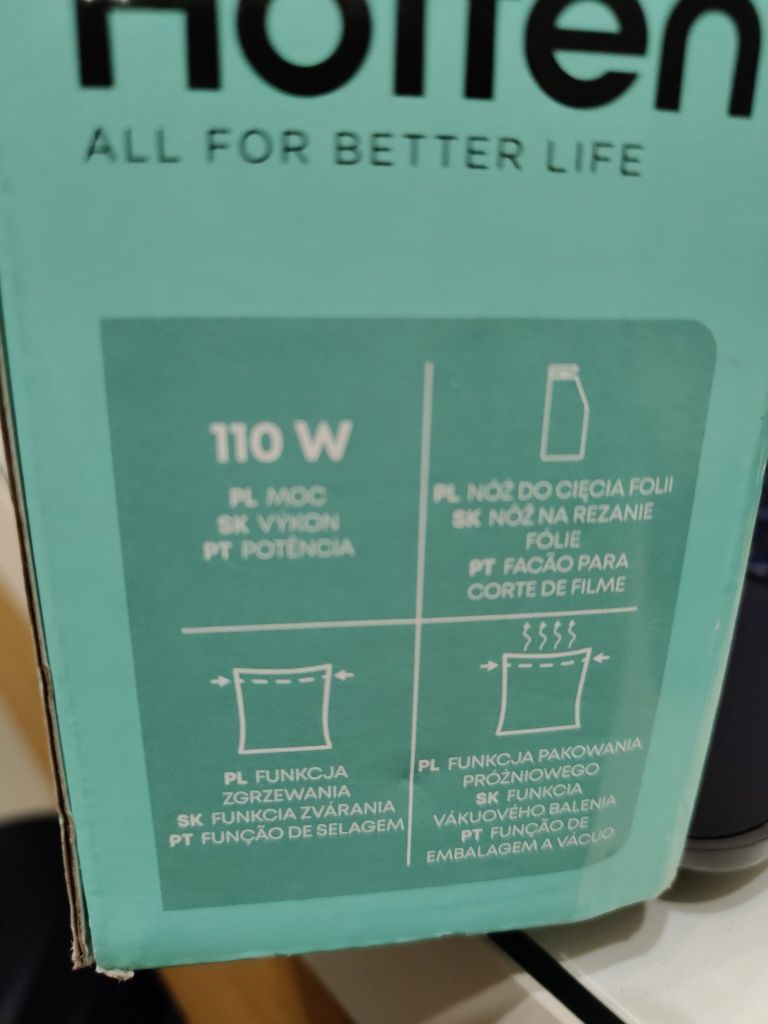 Hoffen
ALL FOR BETTER LIFE
110 W
PL MOC
SK VÝKON
PT POTÊNCIA
PL NÓŻ DO CIĘCIA FOLII
SK NÔŽ NA REZANIE
FÓLIE
PT FACÃO PARA
CORTE DE FILME
PL FUNKCJA
ZGRZEWANIA
SK FUNKCIA ZVÁRANIA
PT FUNÇÃO DE SELAGEM
PL FUNKCJA PAKOWANIA
PRÓŻNIOWEGO
SK FUNKCIA
VÁKUOVÉHO BALENIA
PT FUNÇÃO DE
EMBALAGEM A VÁCUO